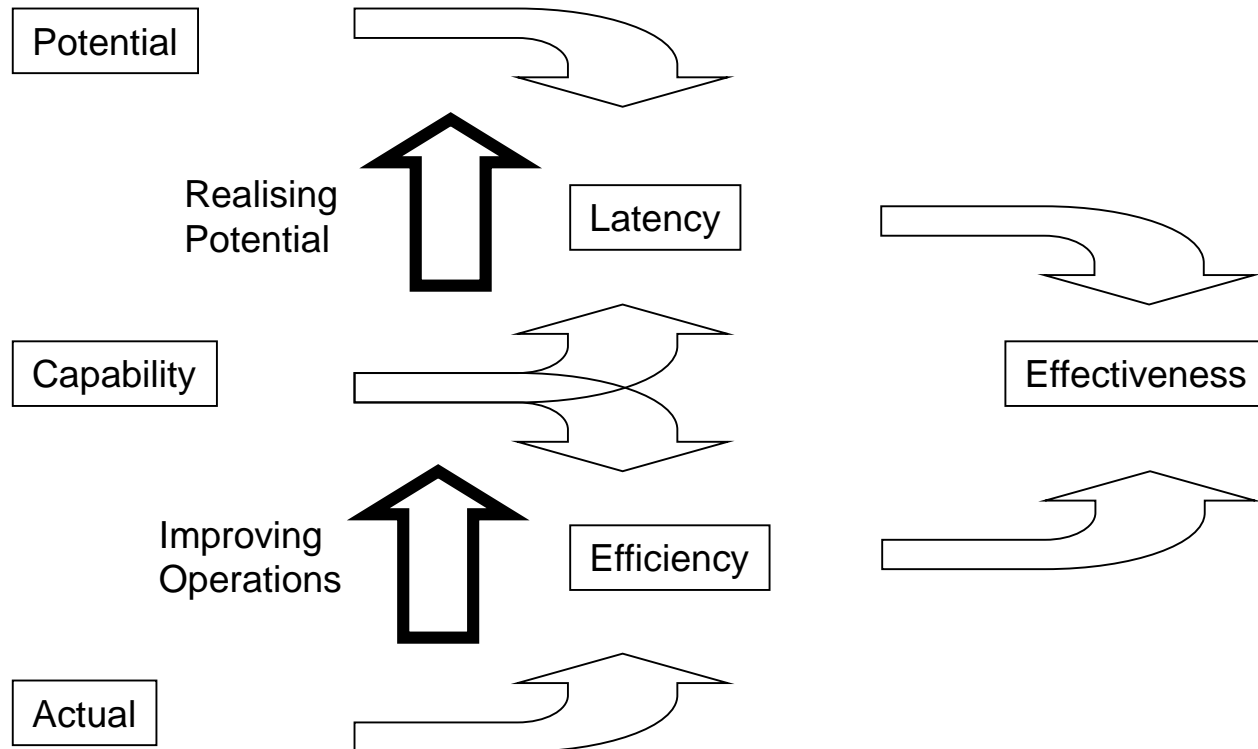 Potential
Realising
Potential
Latency
Capability
Effectiveness
Improving
Operations
Efficiency
Actual